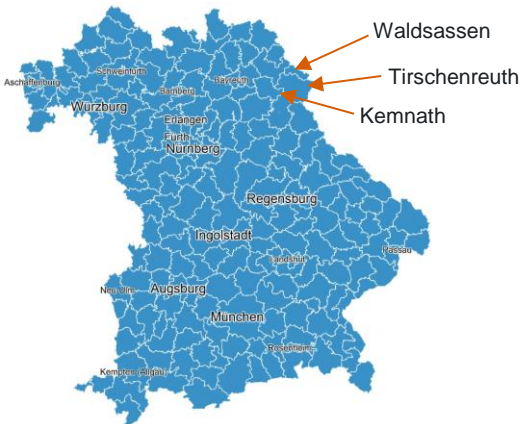 Waldsassen
Tirschenreuth
Kemnath
Schweinfurth
Aschaffenburg
Bayreuth
Bamberg
Würzburg
Erlangen
Fürth
Nürnberg
Regensburg
Ingolstadt
Passau
Landshut
Neu-Ulm
Augsburg
München
Rosenheim
Kempten (Allgäu)